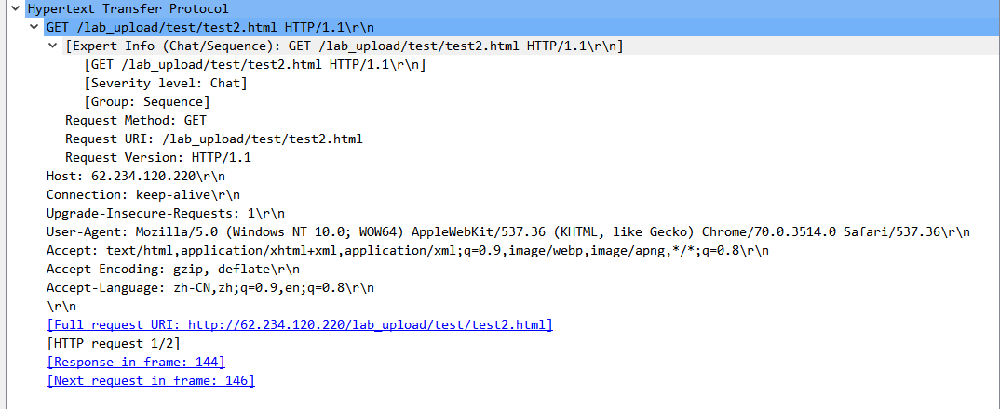 Hypertext Transfer Protocol
GET /lab_upload/test/test2.html HTTP/1.1\r\n
[Expert Info (Chat/Sequence): GET /lab_upload/test/test2.html HTTP/1.1\r\n]
[GET /lab_upload/test/test2.html HTTP/1.1\r\n]
[Severity level: Chat]
[Group: Sequence]
Request Method: GET
Request URI: /lab_upload/test/test2.html
Request Version: HTTP/1.1
Host: 62.234.120.220\r\n
Connection: keep-alive\r\n
Upgrade-Insecure-Requests: 1\r\n
User-Agent: Mozilla/5.0 (Windows NT 10.0; WOW64) AppleWebKit/537.36 (KHTML, like Gecko) Chrome/70.0.3514.0 Safari/537.36\r\n
Accept: text/html,application/xhtml+xml,application/xml;q=0.9,image/webp,image/apng,*/*;q=0.8\r\n
Accept-Encoding: gzip, deflate\r\n
Accept-Language: zh-CN,zh;q=0.9,en;q=0.8\r\n
\r\n
[Full request URI: http://62.234.120.220/lab_upload/test/test2.html]
[HTTP request 1/2]
[Response in frame: 144]
[Next request in frame: 146]